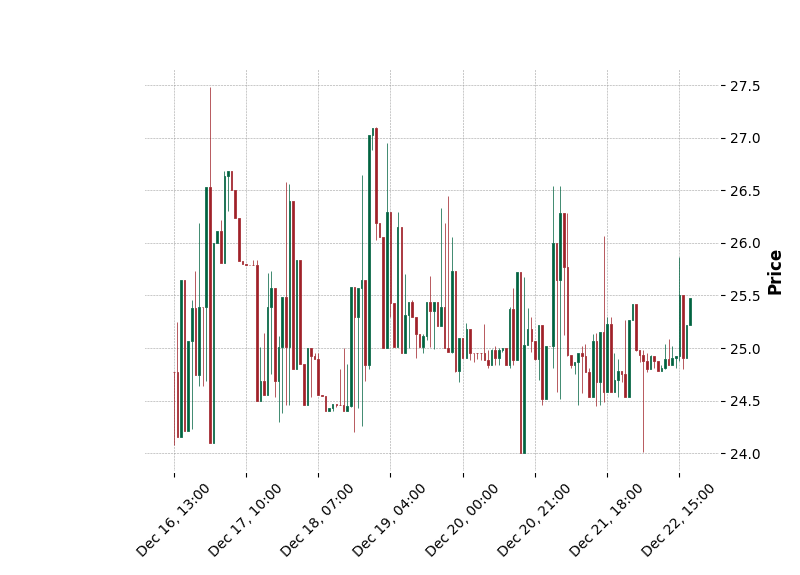 27.5
27.0
26.5
26.0
25.5
25.0
24.5
24.0
Price
Dec 16, 13:00
Dec 17, 10:00
Dec 18, 07:00
Dec 19, 04:00
Dec 20, 00:00
Dec 20, 21:00
Dec 21, 18:00
Dec 22, 15:00